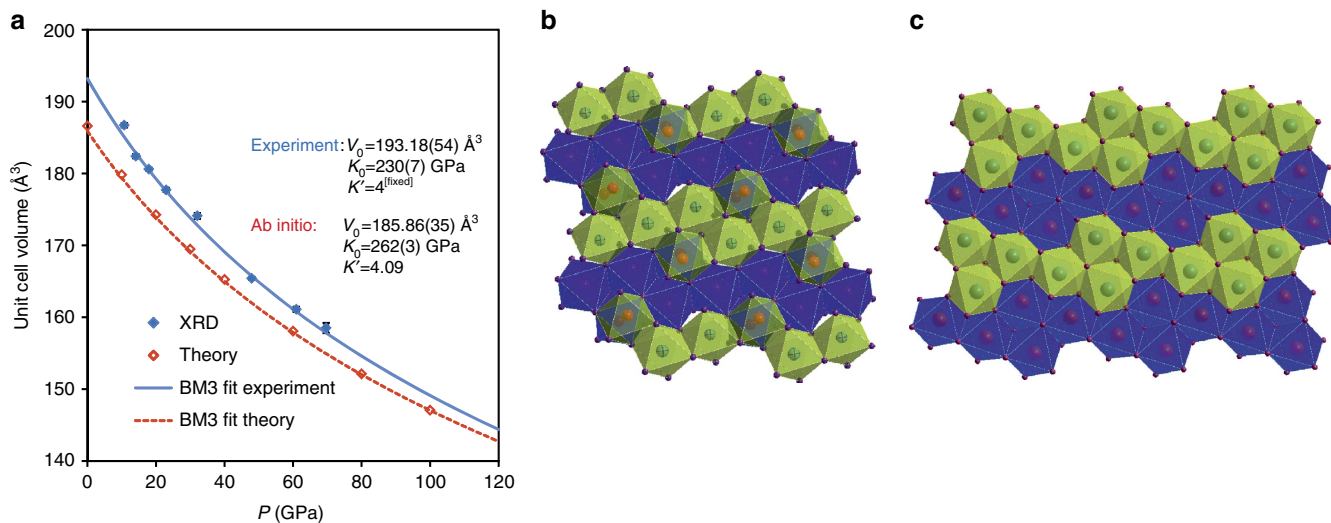 a
b
c
200
190
180
170
160
150
140
0
20
40
60
80
100
120
Unit cell volume (Å³)
P (GPa)
Experiment: V₀=193.18(54) Å³
K₀=230(7) GPa
K′=4[fixed]
Ab initio: V₀=185.86(35) Å³
K₀=262(3) GPa
K′=4.09
XRD
Theory
BM3 fit experiment
BM3 fit theory